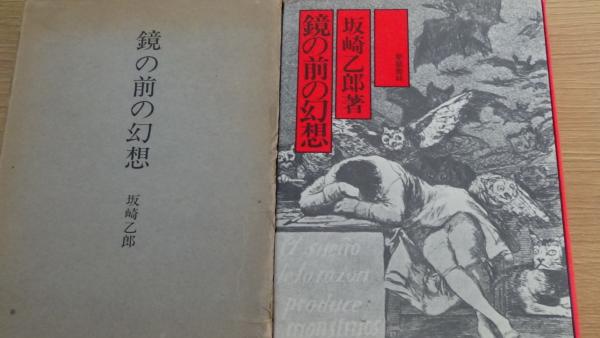 鏡の前の幻想
坂崎乙郎
坂崎乙郎著
鏡の前の幻想
El sueño
de la razon
produce
monstruos